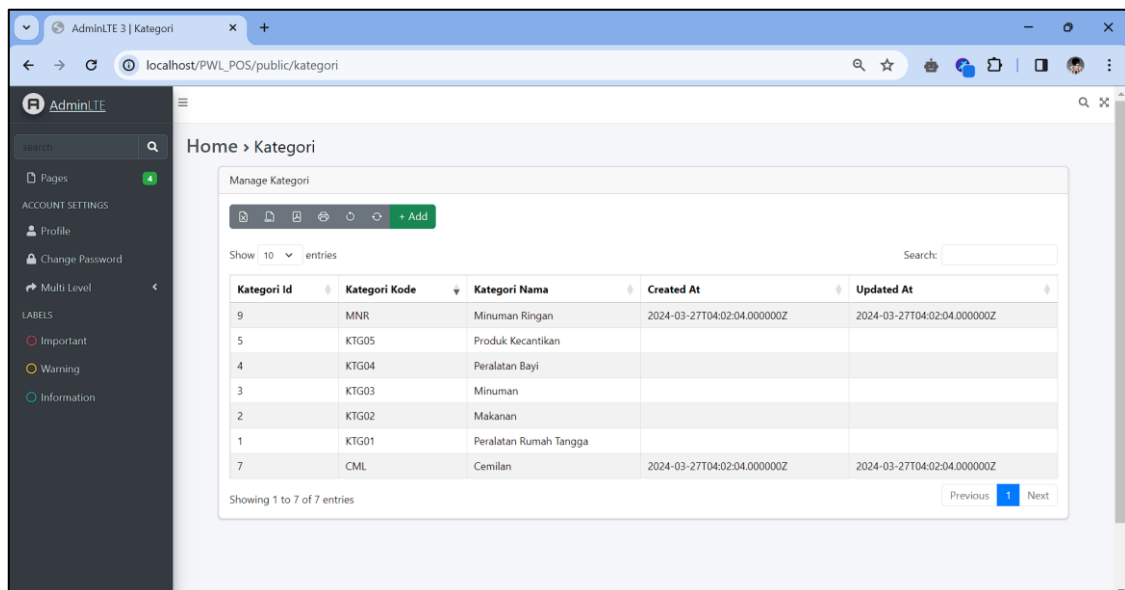 AdminLTE 3 | Kategori
localhost/PWL_POS/public/kategori
AdminLTE
search
Pages 4
ACCOUNT SETTINGS
Profile
Change Password
Multi Level
LABELS
Important
Warning
Information
Home › Kategori
Manage Kategori
+ Add
Show 10 entries Search:
Kategori Id Kategori Kode Kategori Nama Created At Updated At
9 MNR Minuman Ringan 2024-03-27T04:02:04.000000Z 2024-03-27T04:02:04.000000Z
5 KTG05 Produk Kecantikan
4 KTG04 Peralatan Bayi
3 KTG03 Minuman
2 KTG02 Makanan
1 KTG01 Peralatan Rumah Tangga
7 CML Cemilan 2024-03-27T04:02:04.000000Z 2024-03-27T04:02:04.000000Z
Showing 1 to 7 of 7 entries Previous 1 Next